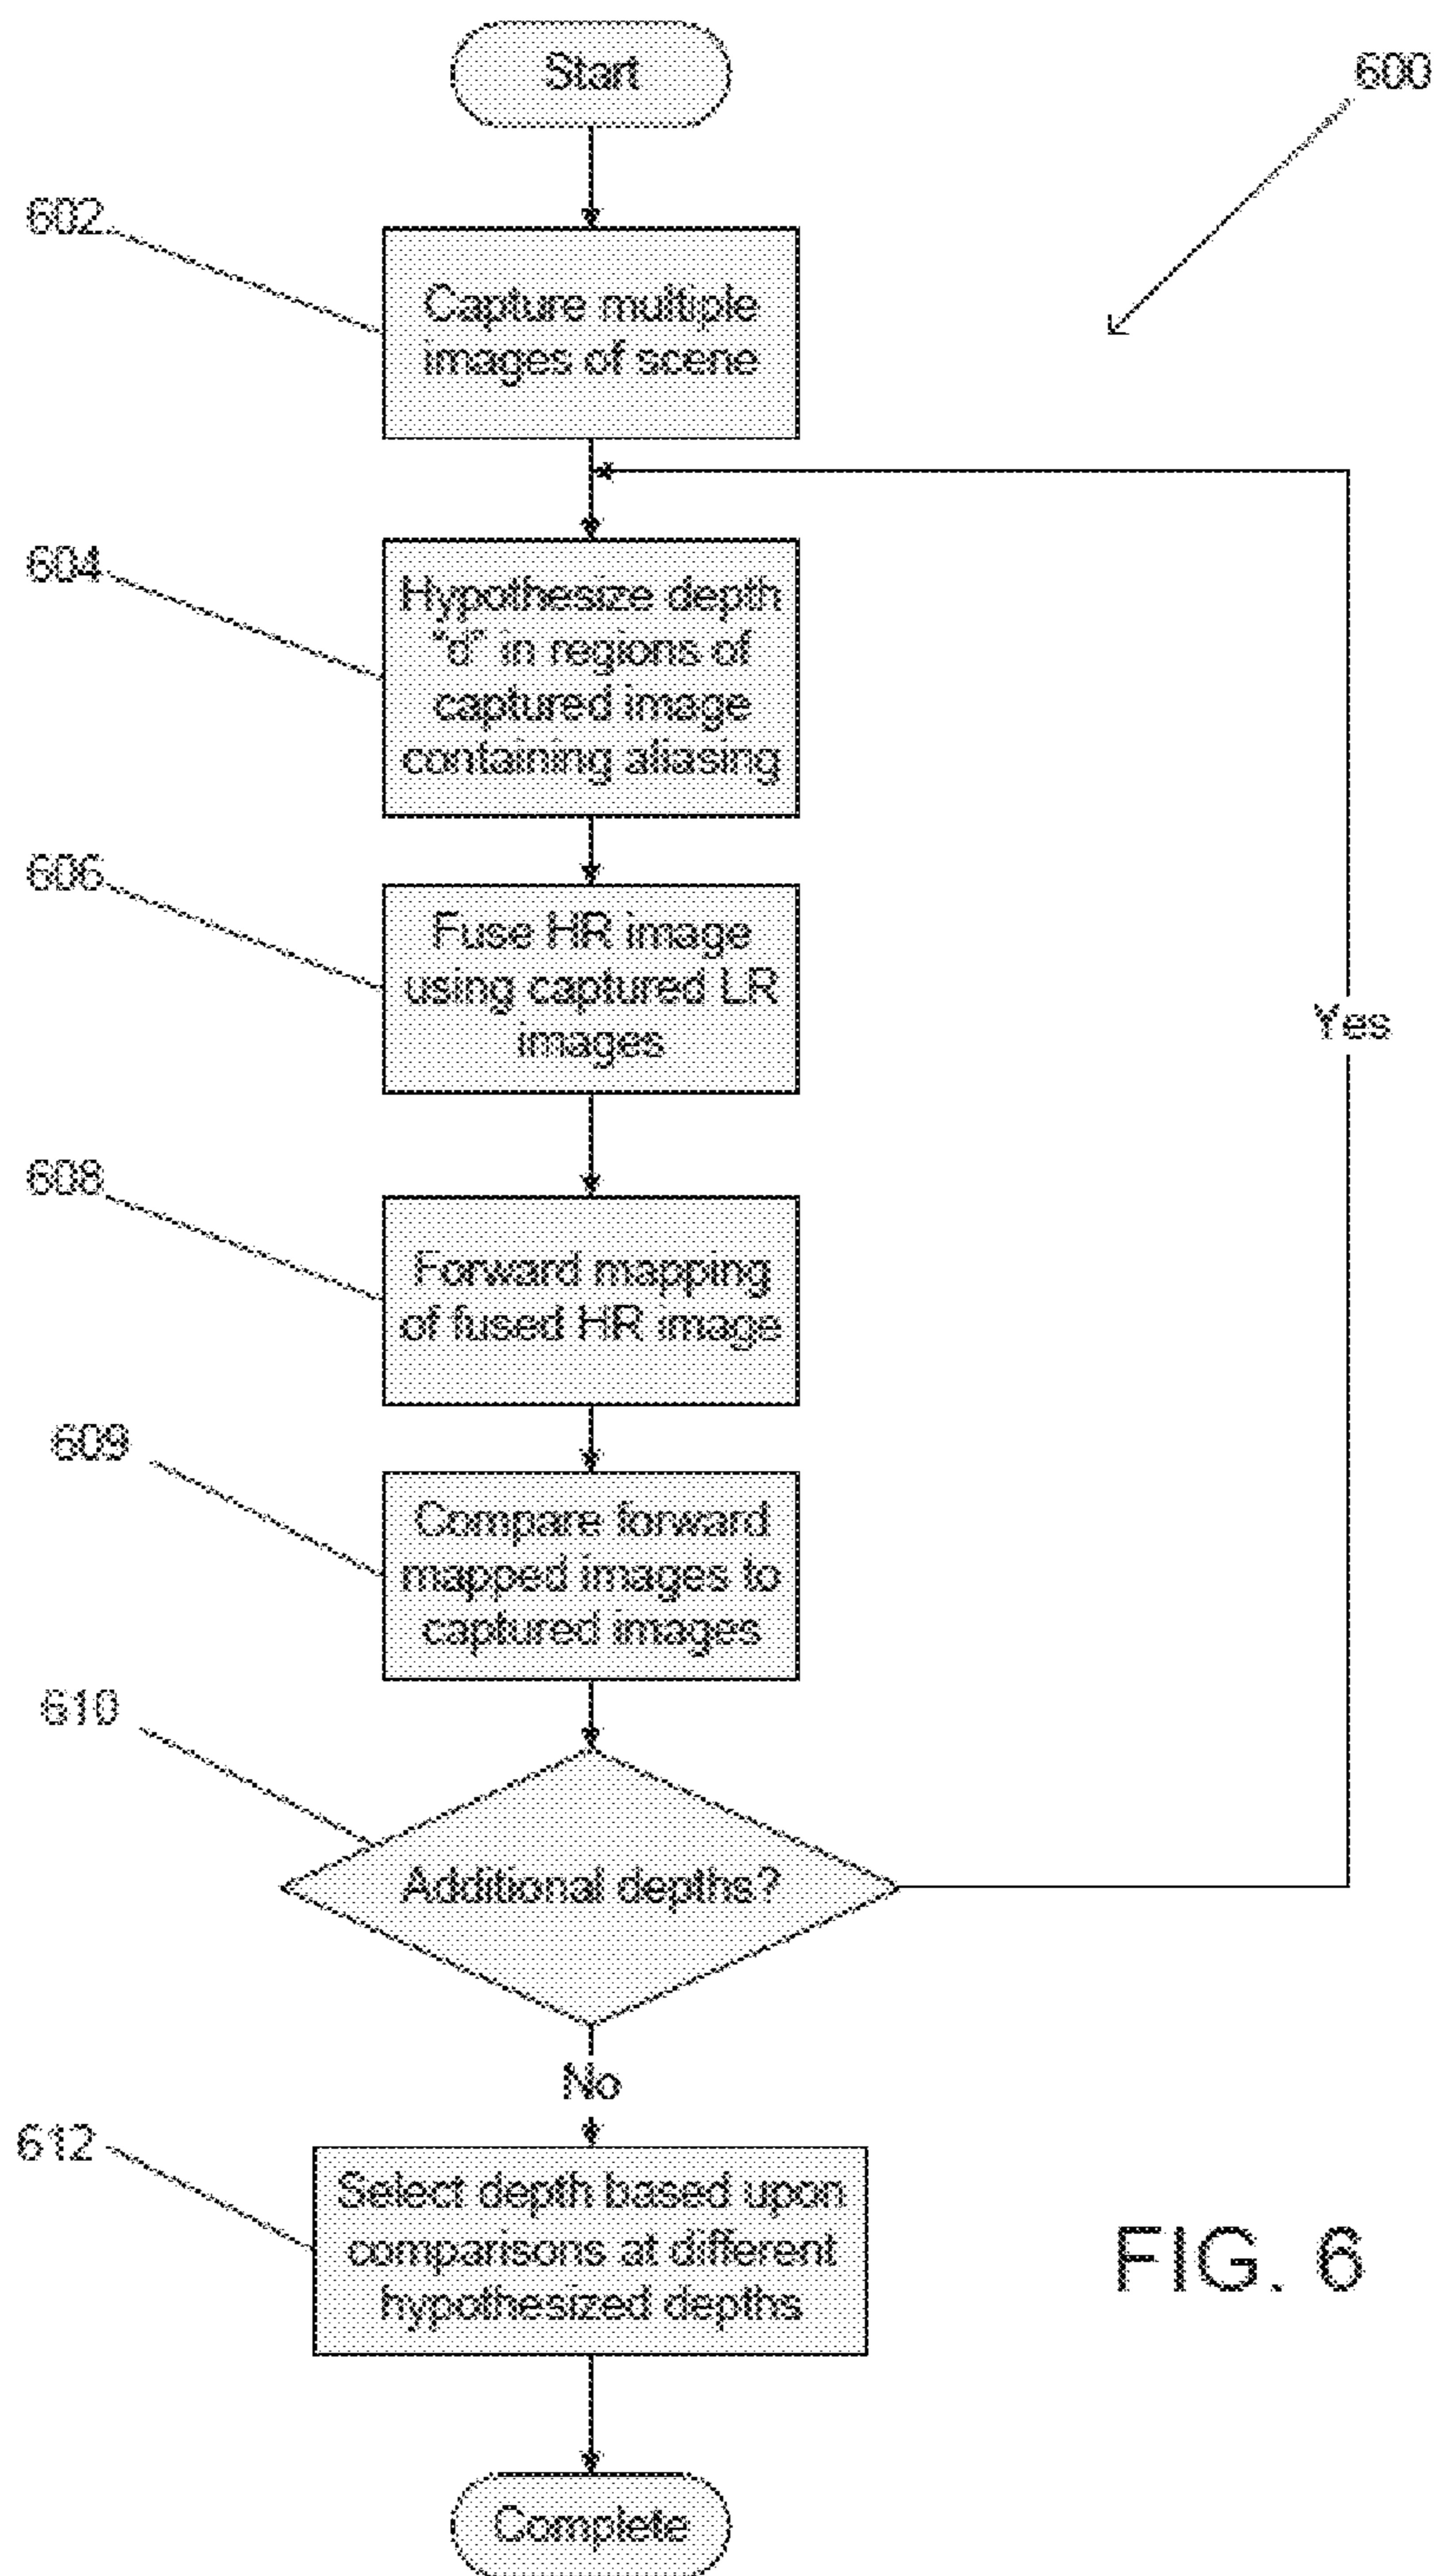 Start
600
602
Capture multiple
images of scene
604
Hypothesize depth
"d" in regions of
captured image
containing aliasing
606
Fuse HR image
using captured LR
images
Yes
608
Forward mapping
of fused HR image
609
Compare forward
mapped images to
captured images
610
Additional depths?
No
612
Select depth based upon
comparisons at different
hypothesized depths
FIG. 6
Complete